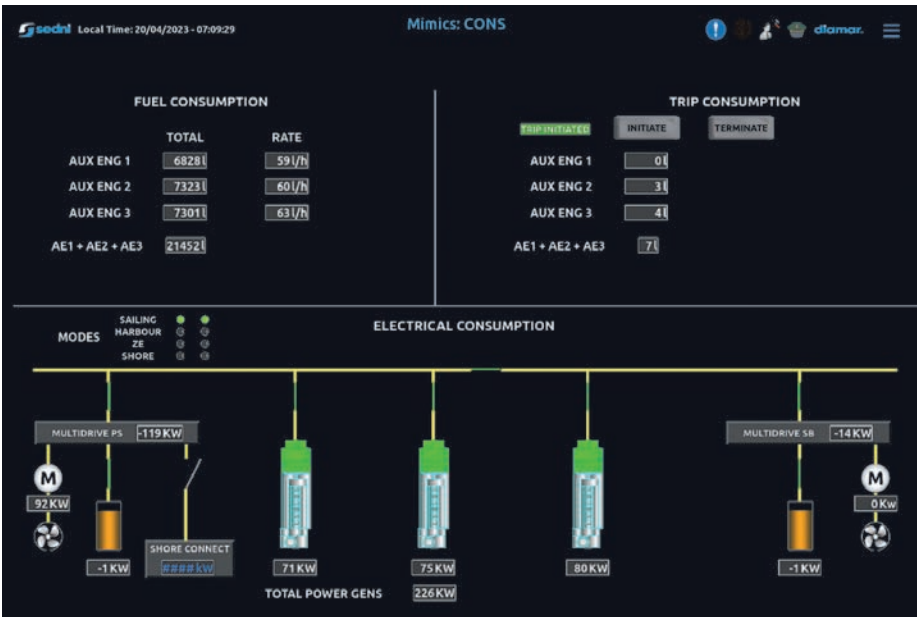 sedni Local Time: 20/04/2023 - 07:09:29
Mimics: CONS
diamar.
FUEL CONSUMPTION
TOTAL RATE
AUX ENG 1 6828 l 59 l/h
AUX ENG 2 7323 l 60 l/h
AUX ENG 3 7301 l 63 l/h
AE1 + AE2 + AE3 21452 l
TRIP CONSUMPTION
TRIP INITIATED INITIATE TERMINATE
AUX ENG 1 0 l
AUX ENG 2 3 l
AUX ENG 3 4 l
AE1 + AE2 + AE3 7 l
ELECTRICAL CONSUMPTION
MODES
SAILING
HARBOUR
ZE
SHORE
MULTIDRIVE PS -119 KW
MULTIDRIVE SB -14 KW
M
M
92 KW
0 Kw
SHORE CONNECT
####kW
-1 KW
71 KW
75 KW
80 KW
-1 KW
TOTAL POWER GENS 226 KW